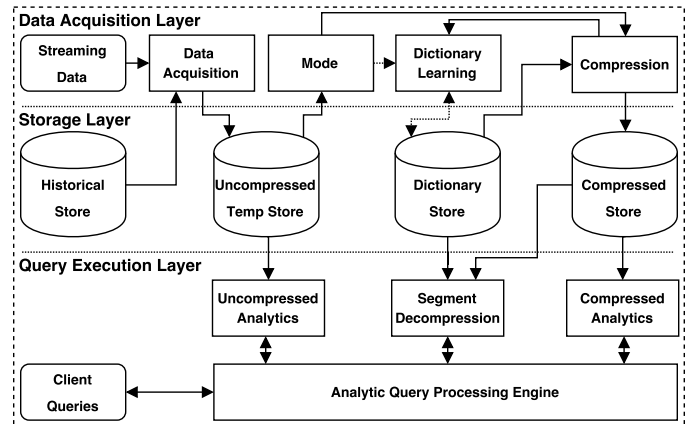 Data Acquisition Layer
Streaming
Data
Data
Acquisition
Mode
Dictionary
Learning
Compression
Storage Layer
Historical
Store
Uncompressed
Temp Store
Dictionary
Store
Compressed
Store
Query Execution Layer
Uncompressed
Analytics
Segment
Decompression
Compressed
Analytics
Client
Queries
Analytic Query Processing Engine